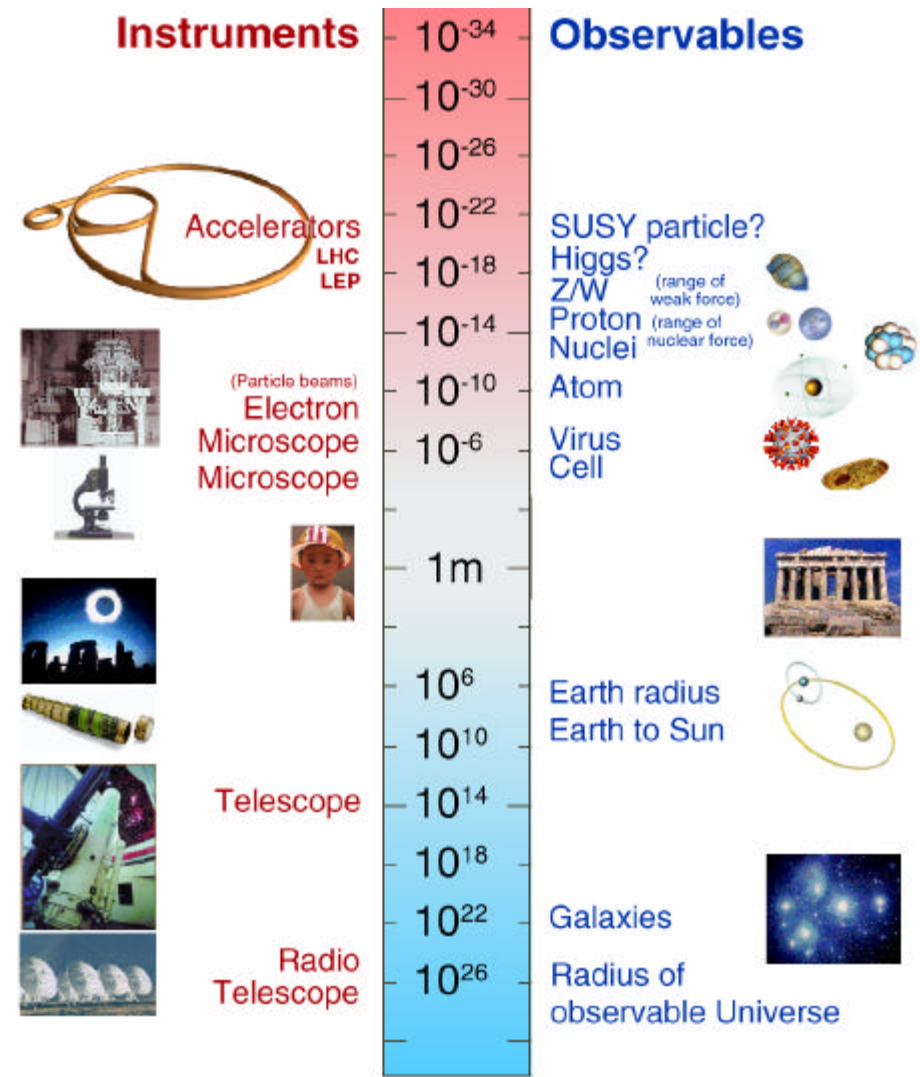 Instruments
10-34
Observables
10-30
10-26
Accelerators
LHC
LEP
10-22
SUSY particle?
Higgs?
10-18
Z/W
(range of
weak force)
10-14
Proton
(range of
nuclear force)
Nuclei
(Particle beams)
Electron
Microscope
10-10
Atom
Microscope
10-6
Virus
Cell
1m
106
Earth radius
Earth to Sun
1010
Telescope
1014
1018
1022
Galaxies
Radio
Telescope
1026
Radius of
observable Universe